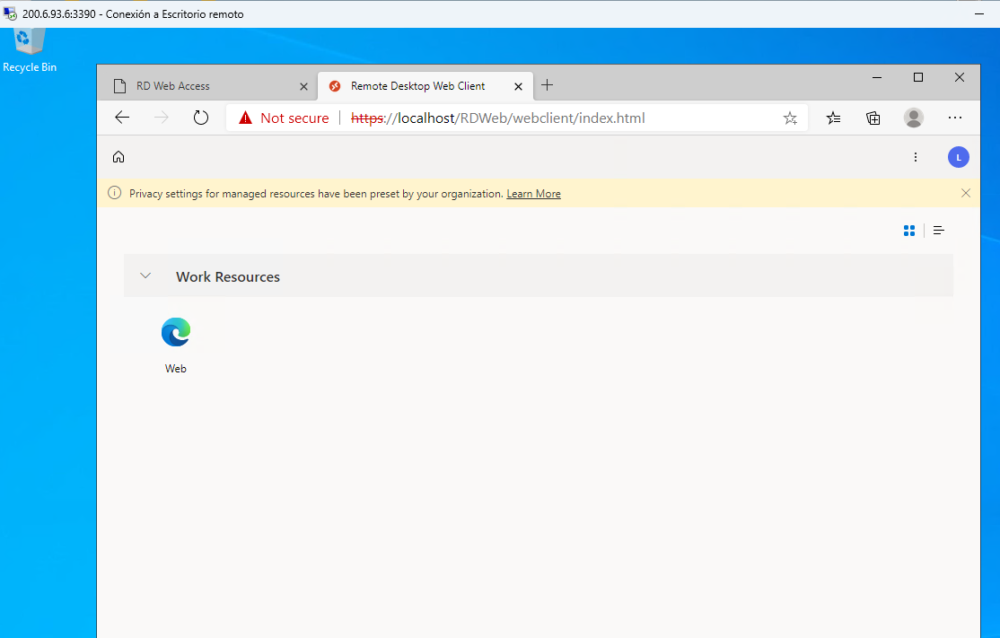 200.6.93.6:3390 - Conexión a Escritorio remoto
Recycle Bin
RD Web Access
Remote Desktop Web Client
Not secure
https://localhost/RDWeb/webclient/index.html
L
Privacy settings for managed resources have been preset by your organization. Learn More
Work Resources
Web